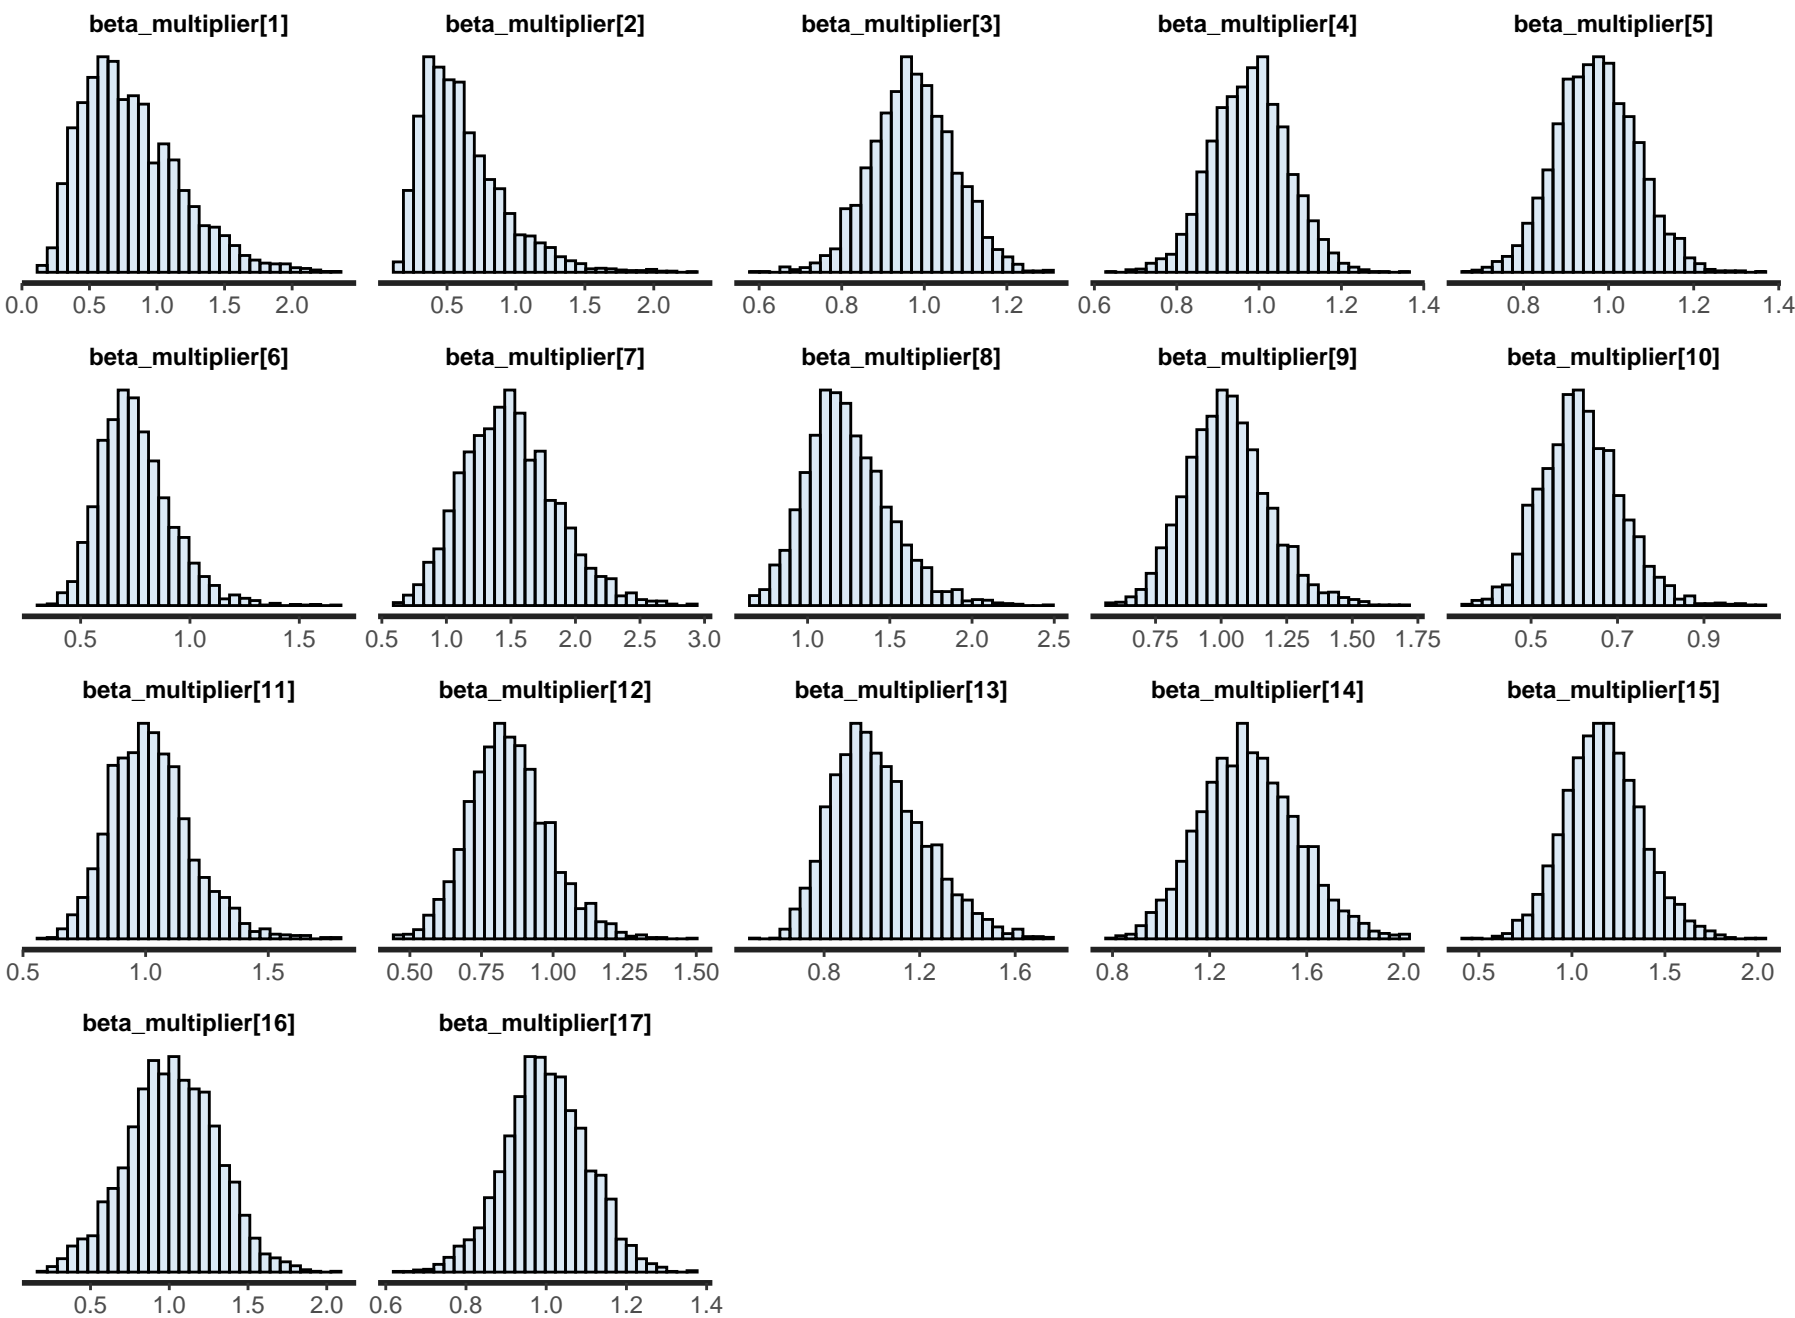 beta_multiplier[1] beta_multiplier[2] beta_multiplier[3] beta_multiplier[4] beta_multiplier[5]
0.0 0.5 1.0 1.5 2.0 0.5 1.0 1.5 2.0 0.6 0.8 1.0 1.2 0.6 0.8 1.0 1.2 1.4 0.8 1.0 1.2 1.4
beta_multiplier[6] beta_multiplier[7] beta_multiplier[8] beta_multiplier[9] beta_multiplier[10]
0.5 1.0 1.5 0.5 1.0 1.5 2.0 2.5 3.0 1.0 1.5 2.0 2.5 0.75 1.00 1.25 1.50 1.75 0.5 0.7 0.9
beta_multiplier[11] beta_multiplier[12] beta_multiplier[13] beta_multiplier[14] beta_multiplier[15]
0.5 1.0 1.5 0.50 0.75 1.00 1.25 1.50 0.8 1.2 1.6 0.8 1.2 1.6 2.0 0.5 1.0 1.5 2.0
beta_multiplier[16] beta_multiplier[17]
0.5 1.0 1.5 2.0 0.6 0.8 1.0 1.2 1.4